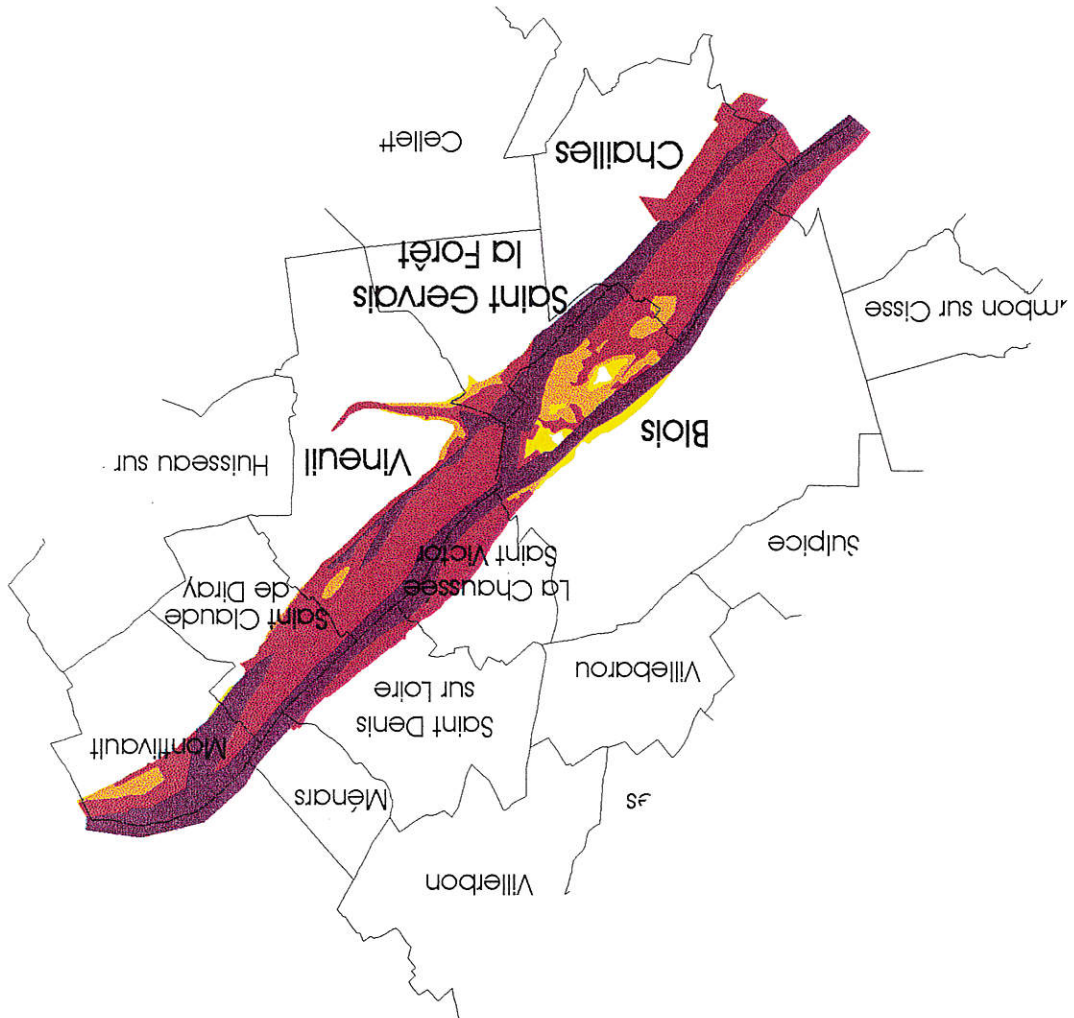 Villerbon
es
Ménars
Montlivault
Saint Denis
sur Loire
Villebarou
Saint Claude
de Diray
La Chaussée
Saint Victor
Sulpice
Huisseau sur
Vineuil
Blois
mbon sur Cisse
Saint Gervais
la Forêt
Chailles
Cellett